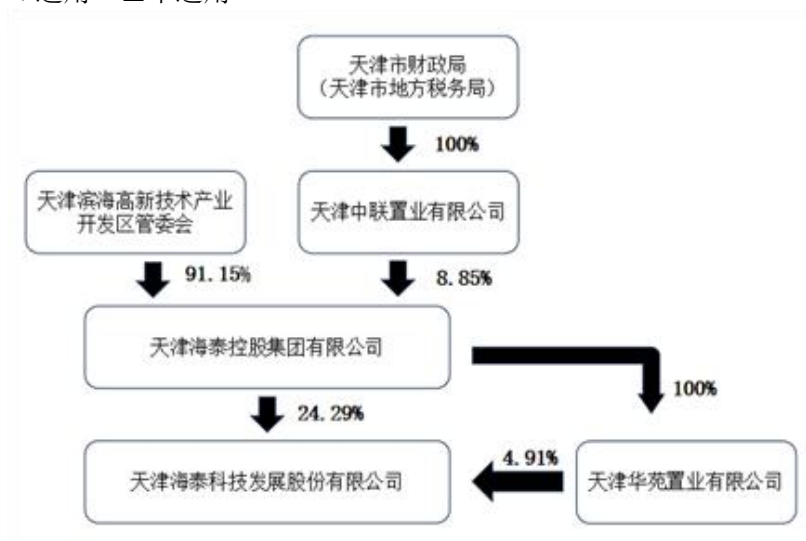 天津市财政局
（天津市地方税务局）
100%
天津滨海高新技术产业
开发区管委会
天津中联置业有限公司
91.15%
8.85%
天津海泰控股集团有限公司
100%
24.29%
4.91%
天津海泰科技发展股份有限公司
天津华苑置业有限公司